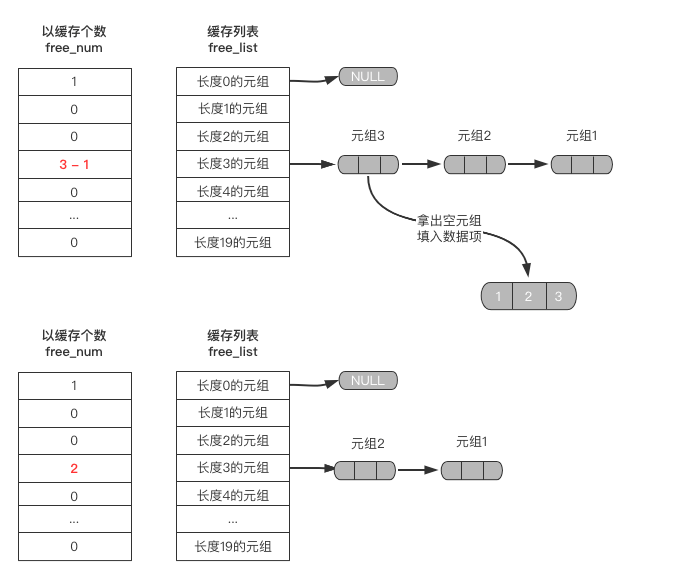 以缓存个数
free_num
缓存列表
free_list
1
长度0的元组
NULL
0
长度1的元组
0
长度2的元组
元组3
元组2
元组1
3 – 1
长度3的元组
0
长度4的元组
...
...
0
长度19的元组
拿出空元组
填入数据项
1 2 3
以缓存个数
free_num
缓存列表
free_list
1
长度0的元组
NULL
0
长度1的元组
0
长度2的元组
元组2
元组1
2
长度3的元组
0
长度4的元组
...
...
0
长度19的元组